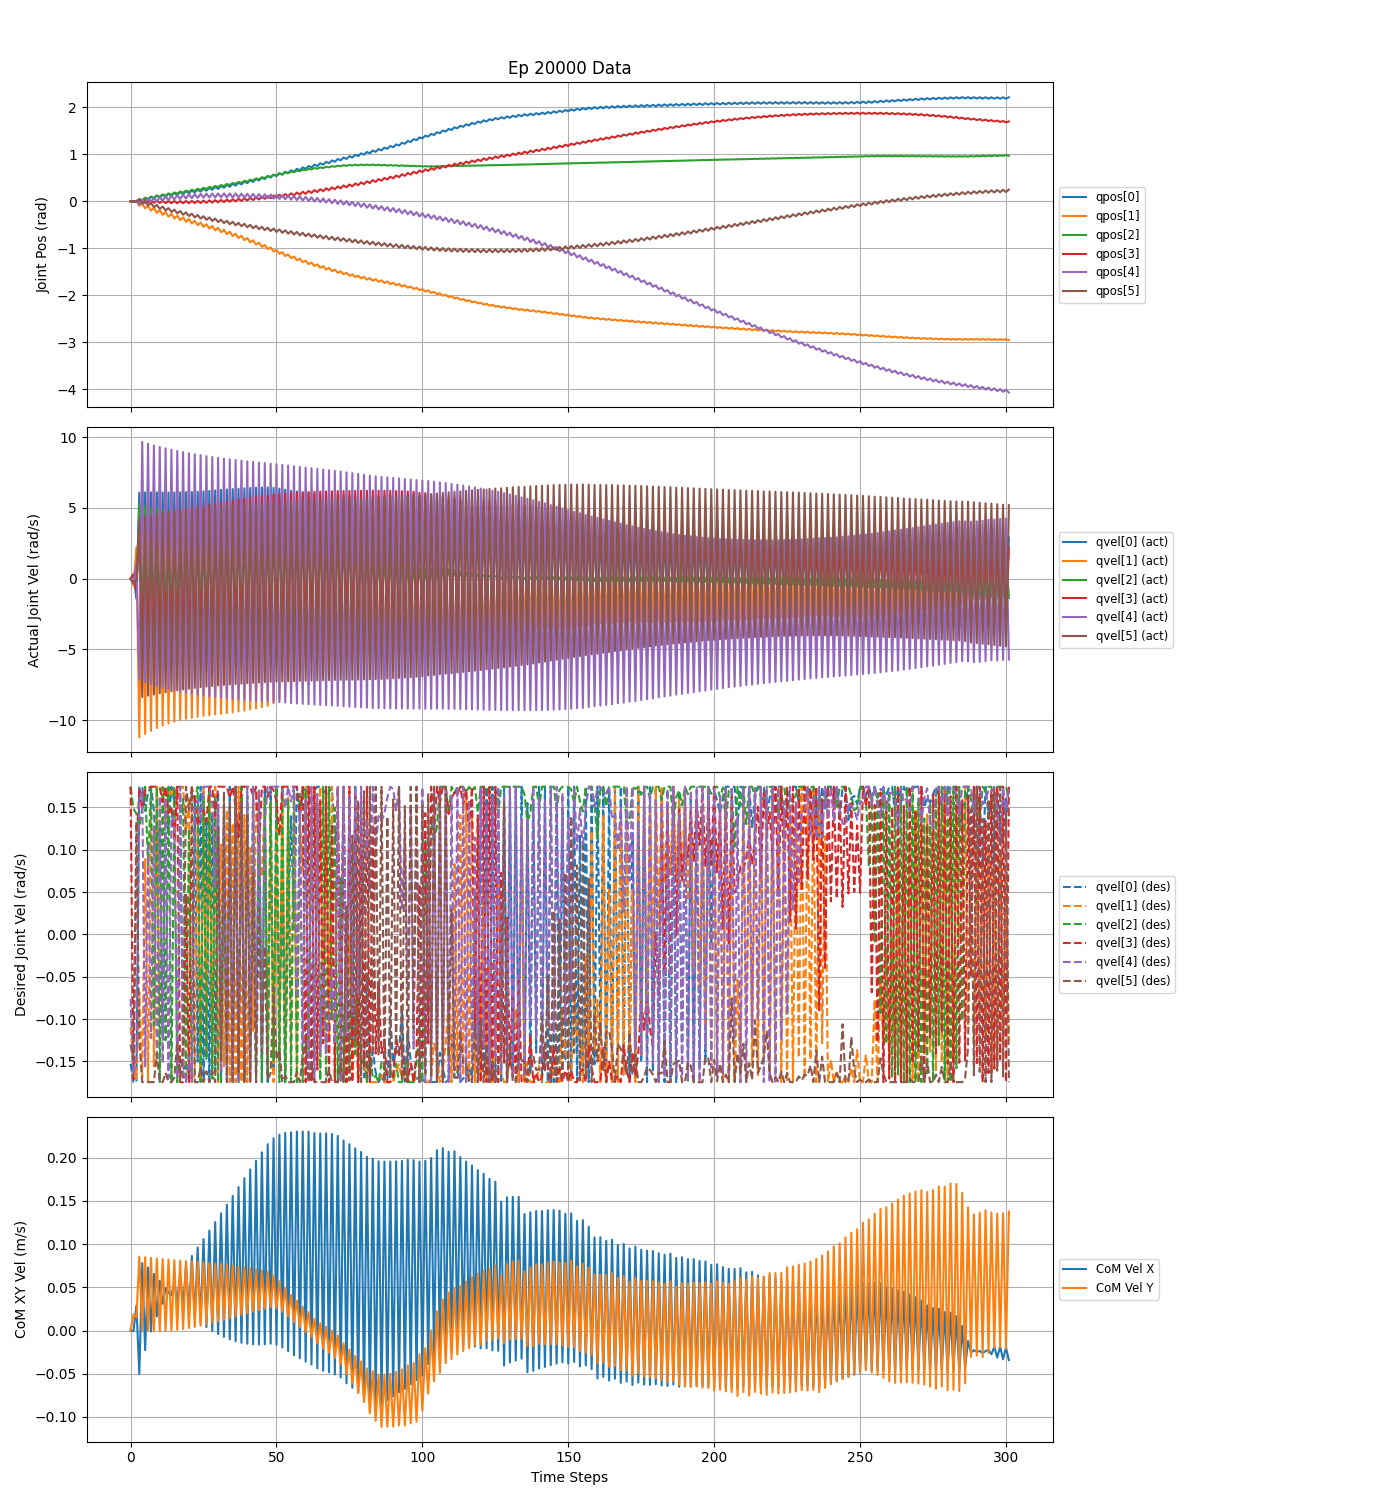 Ep 20000 Data
Joint Pos (rad)
2
1
0
−1
−2
−3
−4
qpos[0]
qpos[1]
qpos[2]
qpos[3]
qpos[4]
qpos[5]
Actual Joint Vel (rad/s)
10
5
0
−5
−10
qvel[0] (act)
qvel[1] (act)
qvel[2] (act)
qvel[3] (act)
qvel[4] (act)
qvel[5] (act)
Desired Joint Vel (rad/s)
0.15
0.10
0.05
0.00
−0.05
−0.10
−0.15
qvel[0] (des)
qvel[1] (des)
qvel[2] (des)
qvel[3] (des)
qvel[4] (des)
qvel[5] (des)
CoM XY Vel (m/s)
0.20
0.15
0.10
0.05
0.00
−0.05
−0.10
CoM Vel X
CoM Vel Y
0 50 100 150 200 250 300
Time Steps